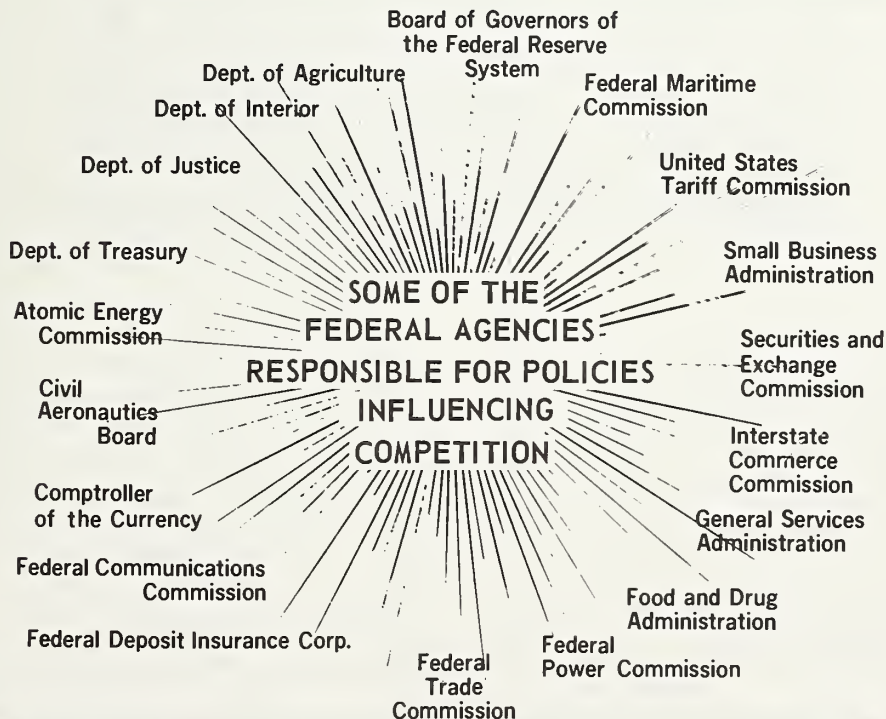 Board of Governors of
the Federal Reserve
System
Federal Maritime
Commission
United States
Tariff Commission
Small Business
Administration
Securities and
Exchange
Commission
Interstate
Commerce
Commission
General Services
Administration
Food and Drug
Administration
Federal
Power Commission
Federal
Trade
Commission
Federal Deposit Insurance Corp.
Federal Communications
Commission
Comptroller
of the Currency
Civil
Aeronautics
Board
Atomic Energy
Commission
Dept. of Treasury
Dept. of Justice
Dept. of Interior
Dept. of Agriculture
SOME OF THE
FEDERAL AGENCIES
RESPONSIBLE FOR POLICIES
INFLUENCING
COMPETITION